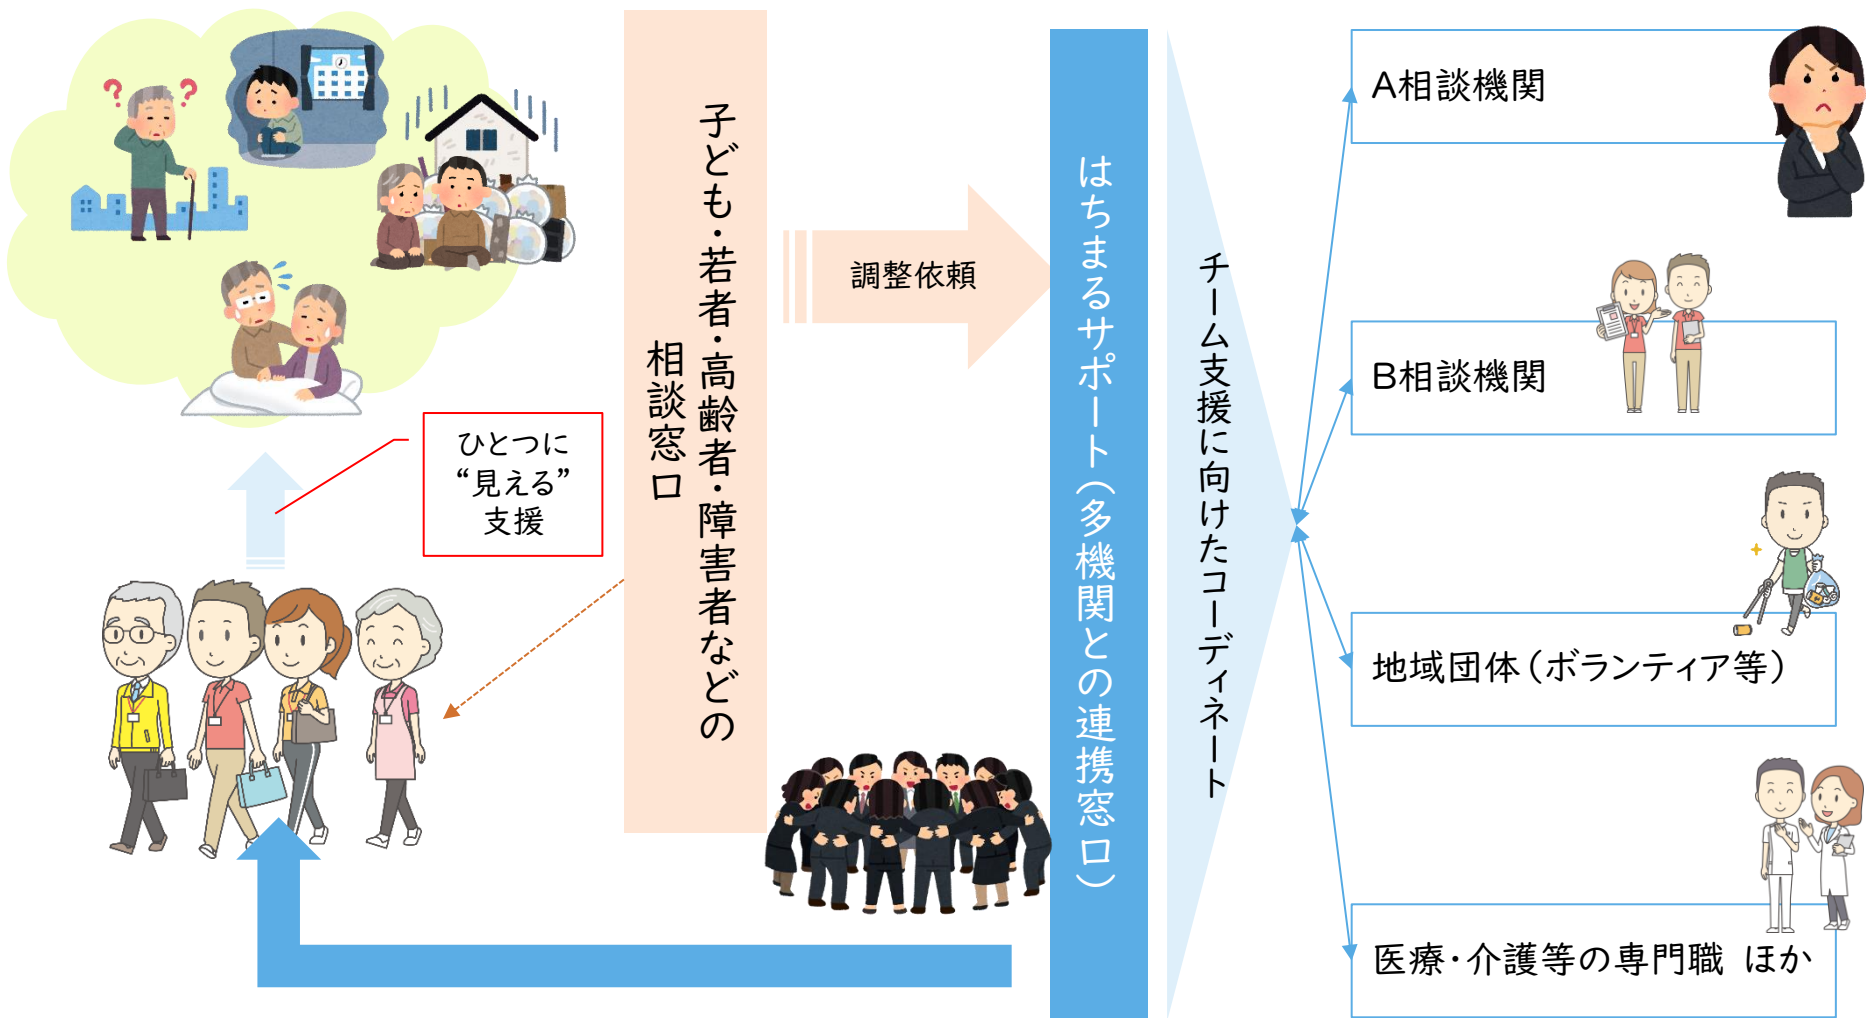 子ども・若者・高齢者・障害者などの
相談窓口
調整依頼
はちまるサポート(多機関との連携窓口)
チーム支援に向けたコーディネート
A相談機関
B相談機関
地域団体(ボランティア等)
医療・介護等の専門職 ほか
ひとつに
“見える”
支援